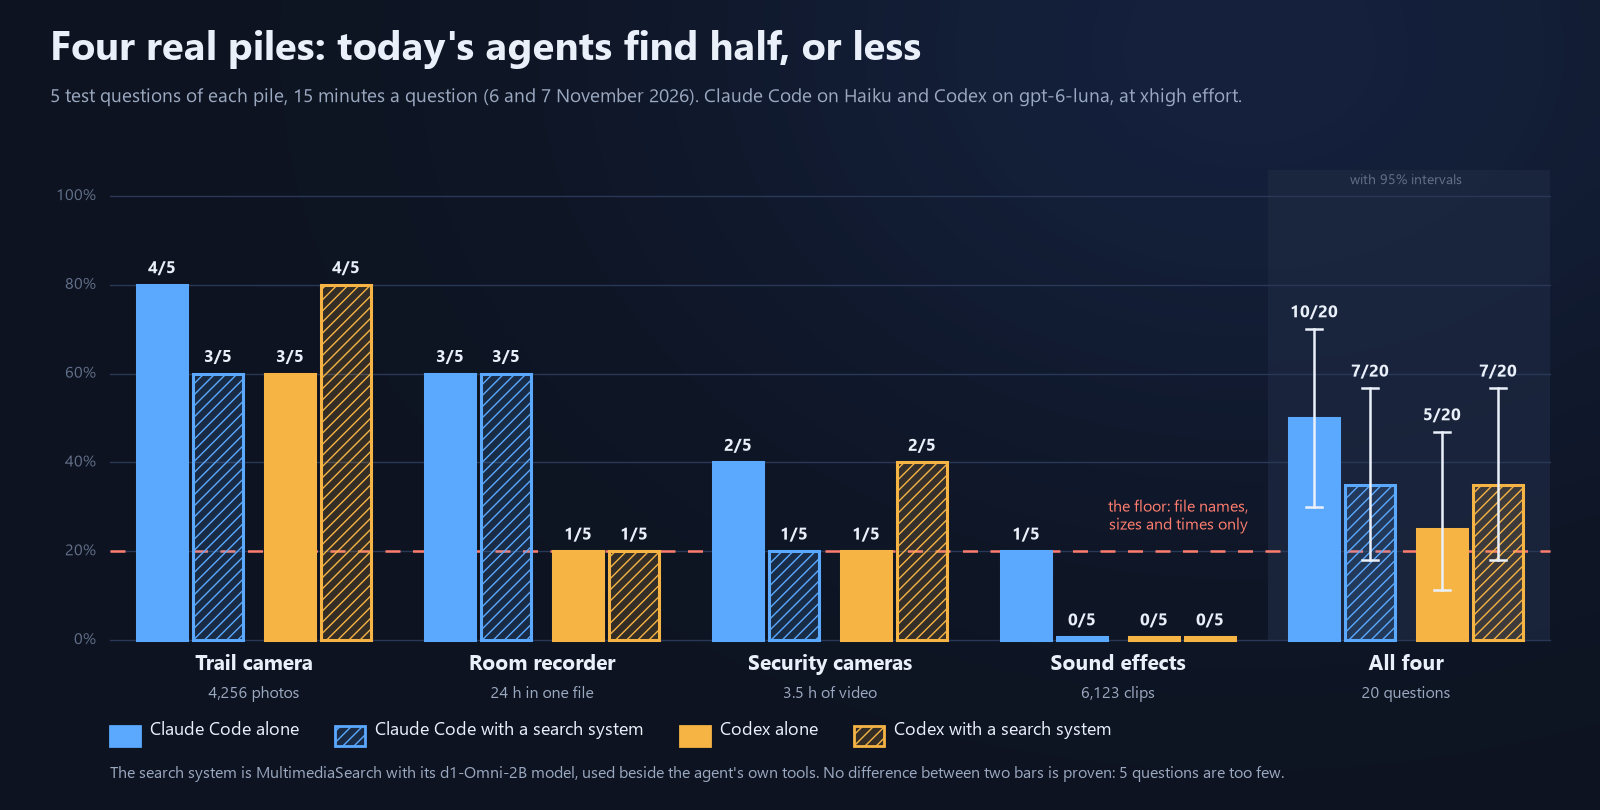 Four real piles: today's agents find half, or less
5 test questions of each pile, 15 minutes a question (6 and 7 November 2026). Claude Code on Haiku and Codex on gpt-6-luna, at xhigh effort.
with 95% intervals
100%
80%
60%
40%
20%
0%
4/5
3/5
3/5
4/5
3/5
3/5
1/5
1/5
2/5
1/5
1/5
2/5
1/5
0/5
0/5
0/5
10/20
7/20
5/20
7/20
the floor: file names,
sizes and times only
Trail camera
4,256 photos
Room recorder
24 h in one file
Security cameras
3.5 h of video
Sound effects
6,123 clips
All four
20 questions
Claude Code alone
Claude Code with a search system
Codex alone
Codex with a search system
The search system is MultimediaSearch with its d1-Omni-2B model, used beside the agent's own tools. No difference between two bars is proven: 5 questions are too few.